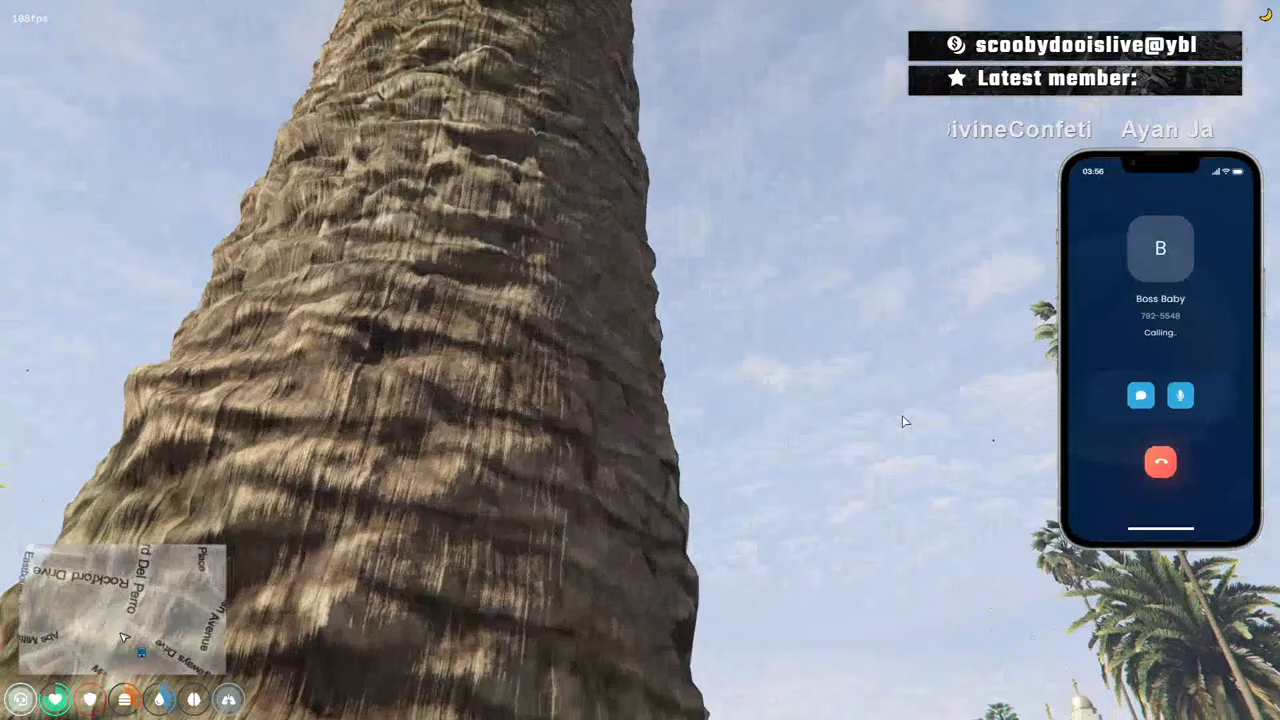 108fps
scoobydooislive@ybl
Latest member:
ivineConfeti Ayan Ja
03:56
B
Boss Baby
792-5548
Calling..
Rockford Drive
Del Perro
Place
Avenue